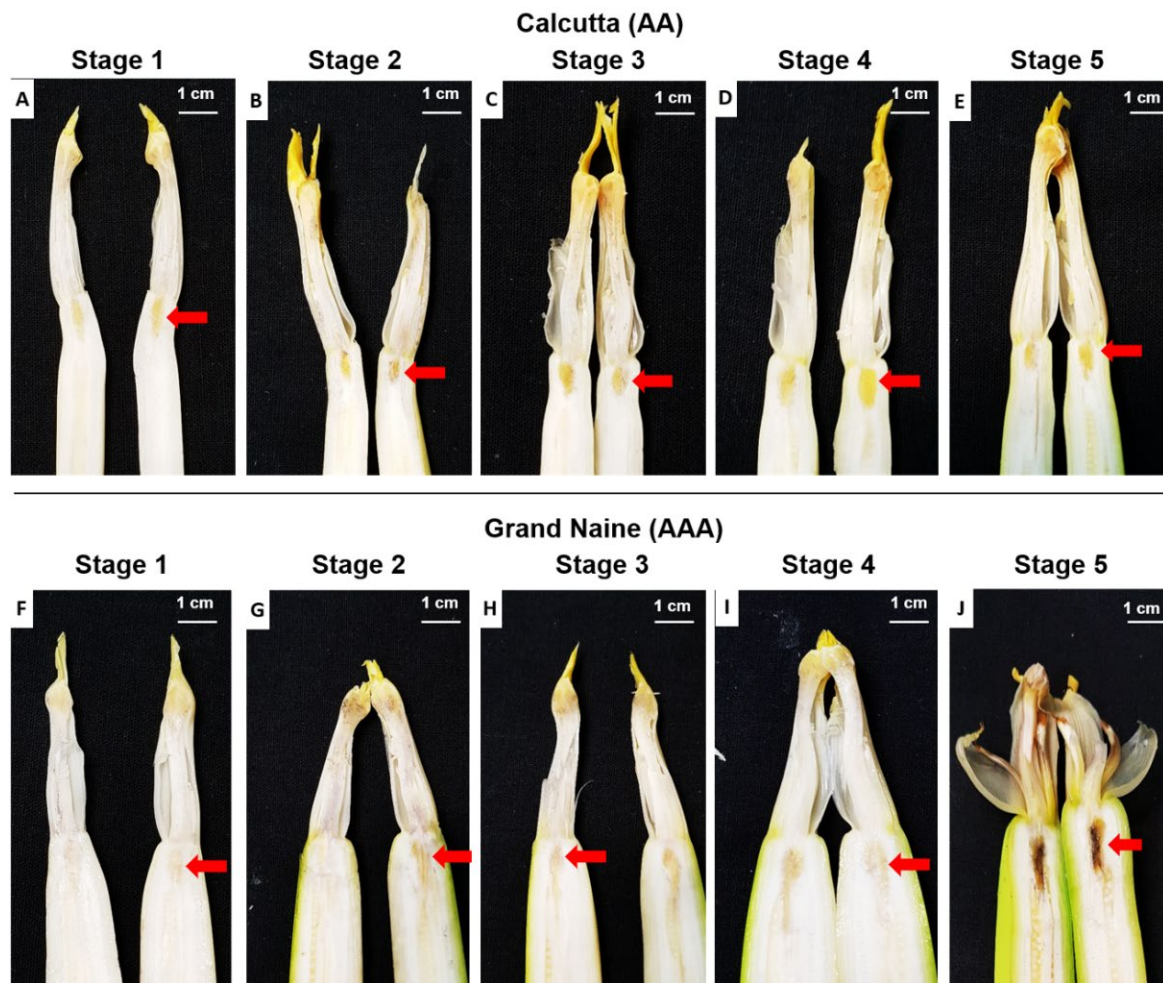 Calcutta (AA)
Stage 1 Stage 2 Stage 3 Stage 4 Stage 5
A 1 cm B 1 cm C 1 cm D 1 cm E 1 cm
Grand Naine (AAA)
Stage 1 Stage 2 Stage 3 Stage 4 Stage 5
F 1 cm G 1 cm H 1 cm I 1 cm J 1 cm